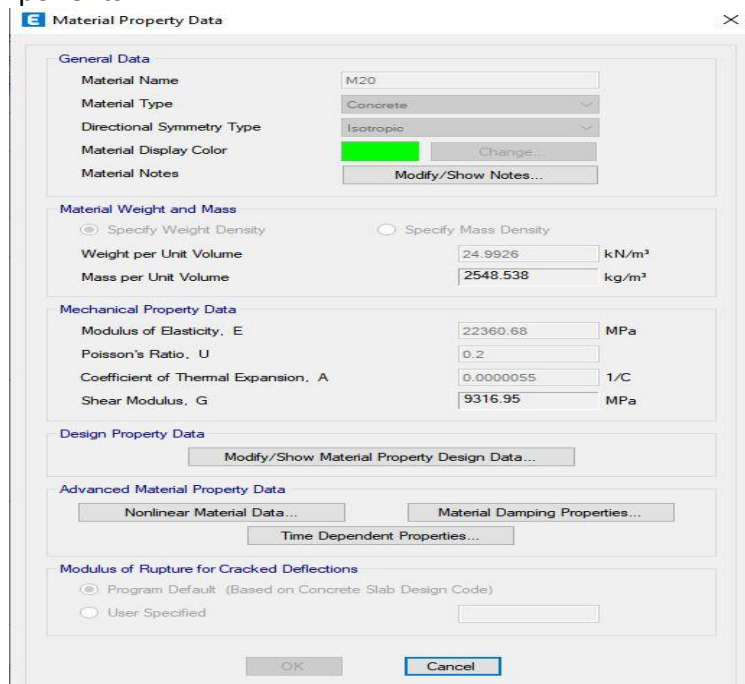 E Material Property Data
General Data
Material Name M20
Material Type Concrete
Directional Symmetry Type Isotropic
Material Display Color Change...
Material Notes Modify/Show Notes...
Material Weight and Mass
Specify Weight Density Specify Mass Density
Weight per Unit Volume 24.9926 kN/m³
Mass per Unit Volume 2548.538 kg/m³
Mechanical Property Data
Modulus of Elasticity, E 22360.68 MPa
Poisson's Ratio, U 0.2
Coefficient of Thermal Expansion, A 0.0000055 1/C
Shear Modulus, G 9316.95 MPa
Design Property Data
Modify/Show Material Property Design Data...
Advanced Material Property Data
Nonlinear Material Data... Material Damping Properties...
Time Dependent Properties...
Modulus of Rupture for Cracked Deflections
Program Default (Based on Concrete Slab Design Code)
User Specified
OK Cancel